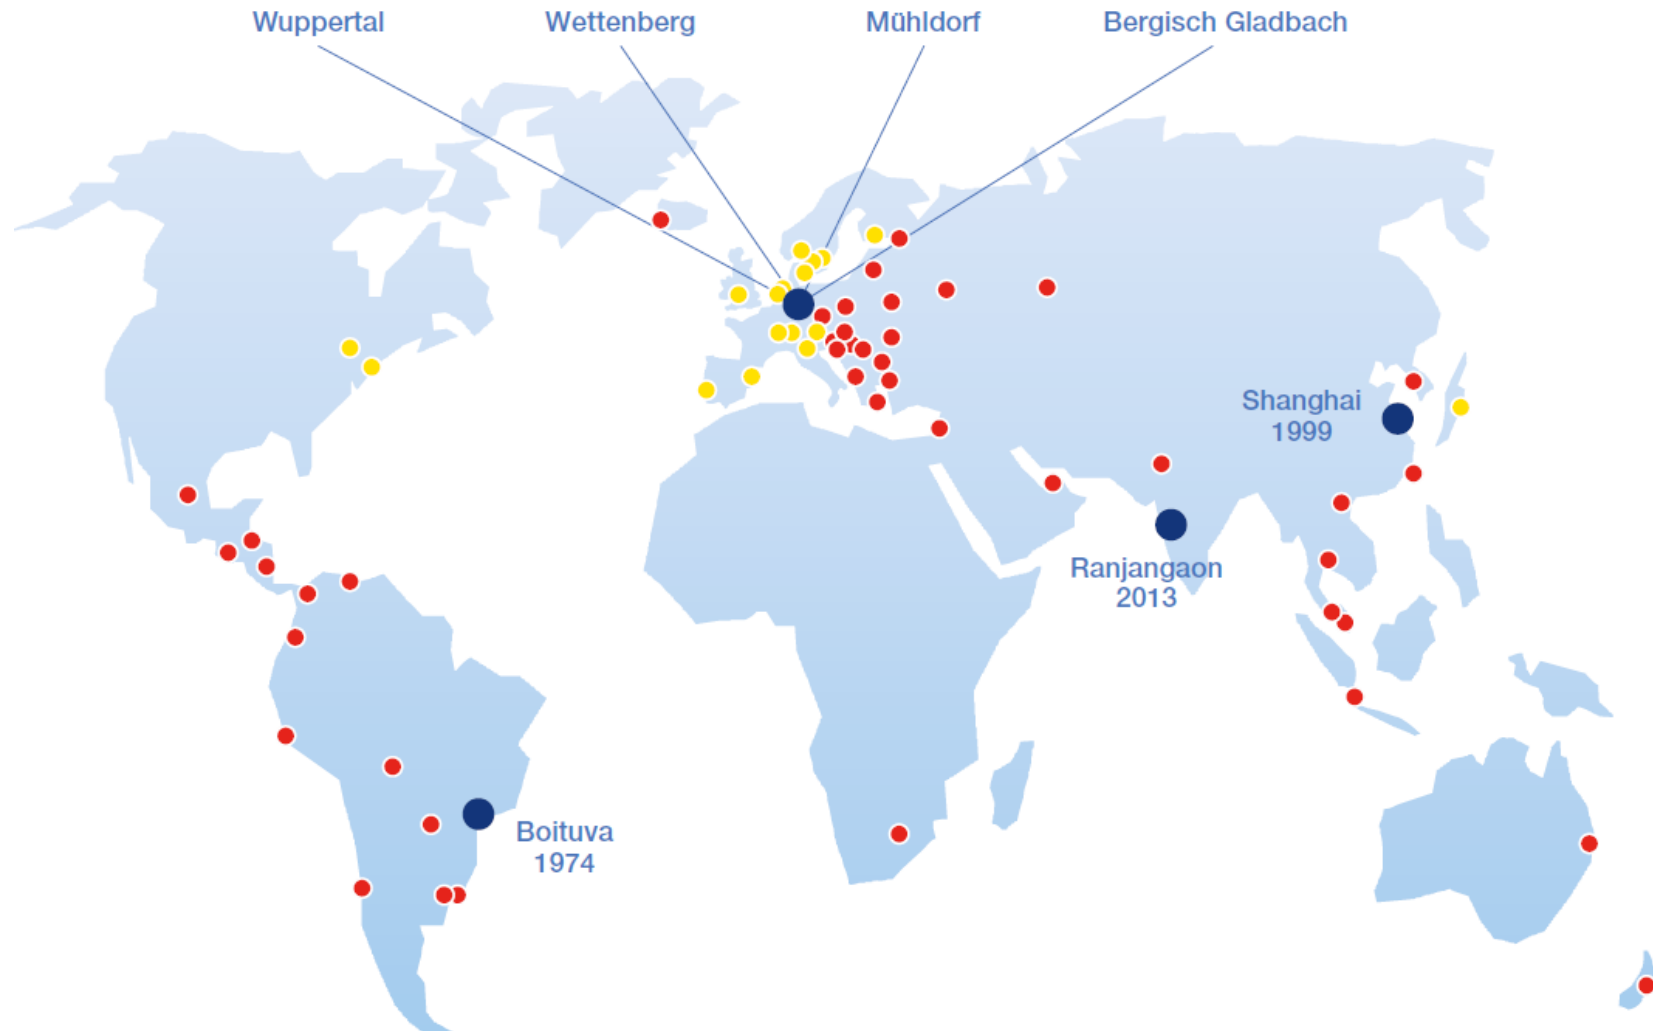 Wuppertal
Wettenberg
Mühldorf
Bergisch Gladbach
Shanghai
1999
Ranjangaon
2013
Boituva
1974